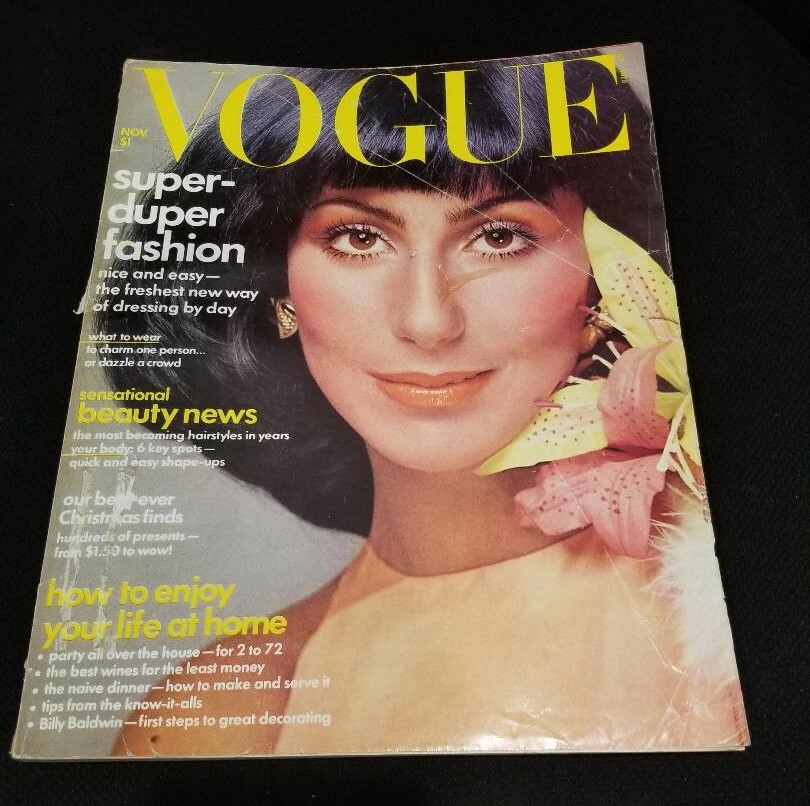 VOGUE
NOV.
$1
super-
duper
fashion
nice and easy—
the freshest new way
of dressing by day
what to wear
to charm one person...
or dazzle a crowd
sensational
beauty news
the most becoming hairstyles in years
your body: 6 key spots—
quick and easy shape-ups
our best-ever
Christmas finds
hundreds of presents—
from $1.50 to wow!
how to enjoy
your life at home
• party all over the house—for 2 to 72
• the best wines for the least money
• the naive dinner—how to make and serve it
• tips from the know-it-alls
• Billy Baldwin—first steps to great decorating